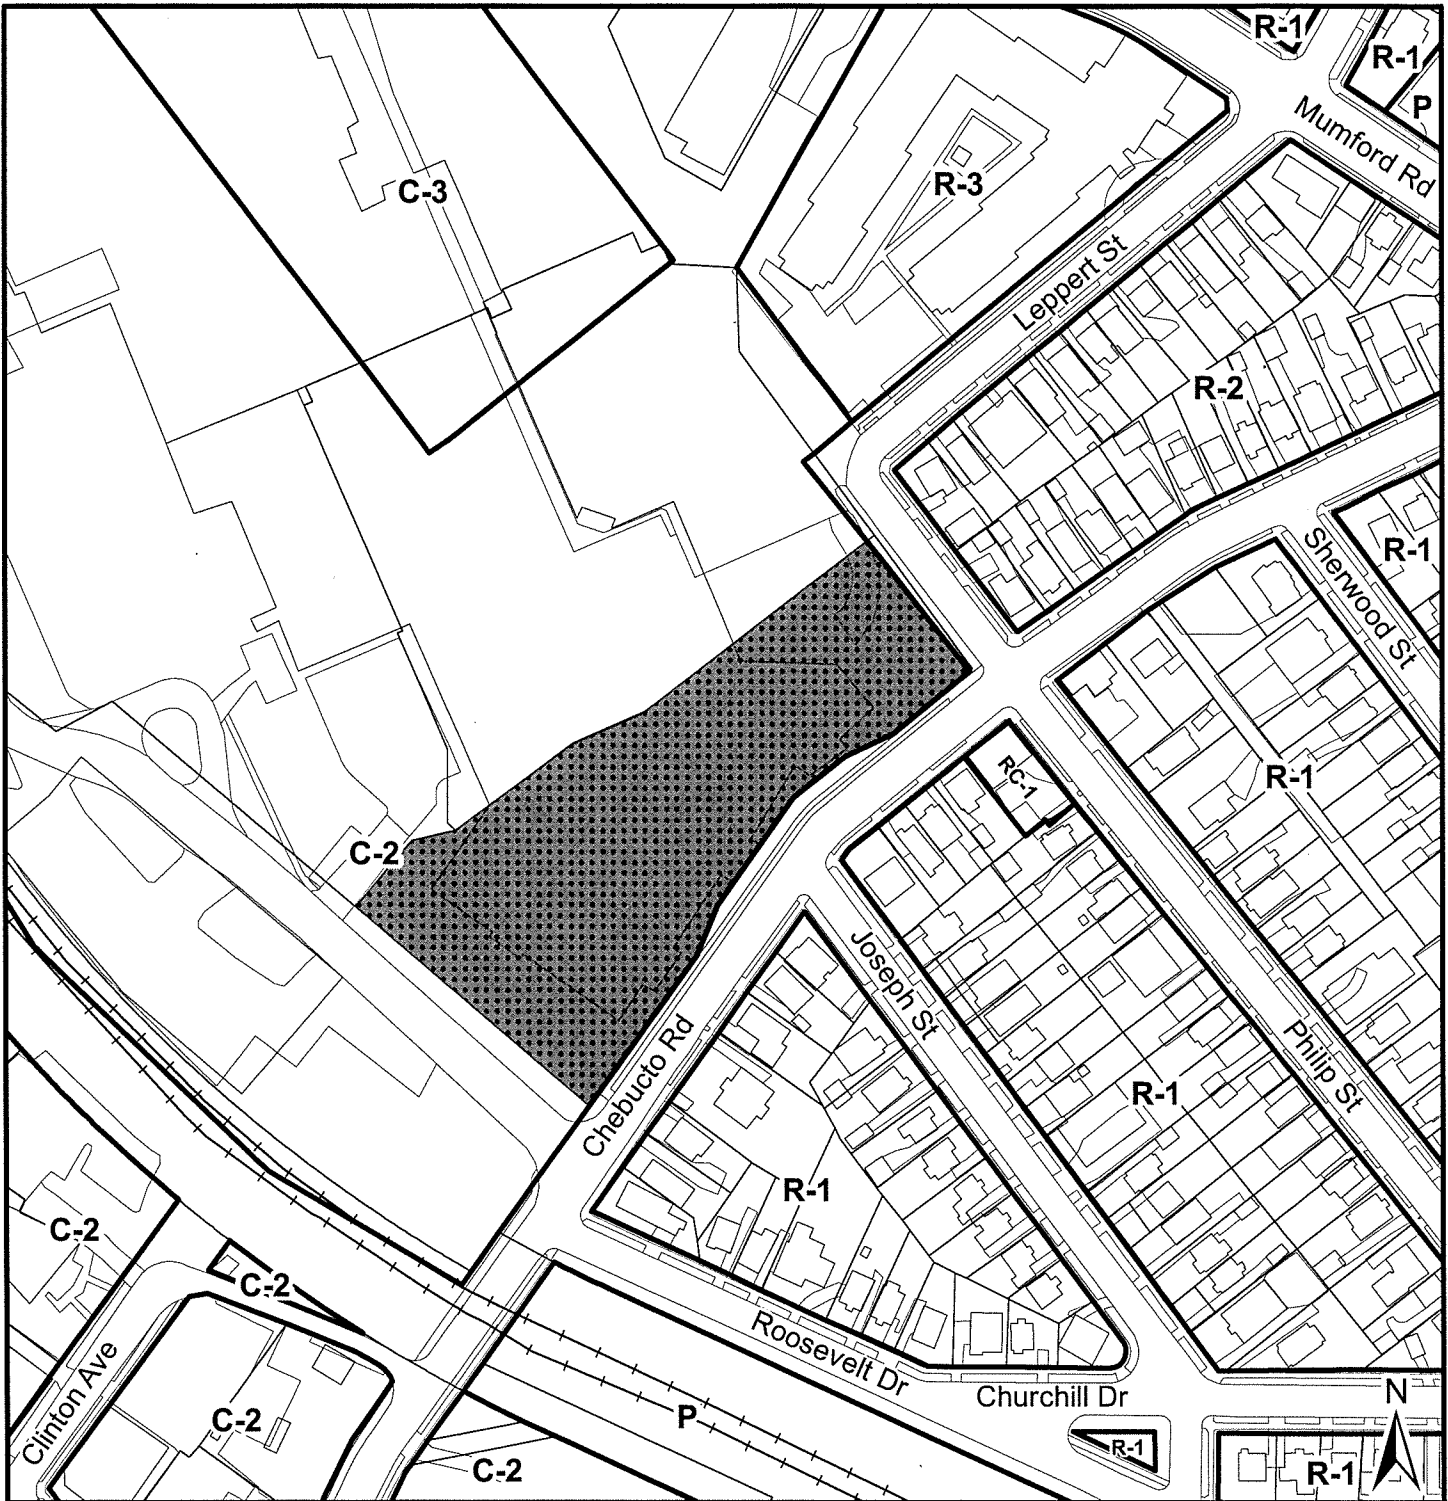 R-1
R-1
P
Mumford Rd
C-3
R-3
Leppert St
R-2
Sherwood St
R-1
RC-1
R-1
C-2
Joseph St
Chebucto Rd
Philip St
R-1
R-1
C-2
C-2
Roosevelt Dr
Clinton Ave
Churchill Dr
N
C-2
P
R-1
C-2
R-1